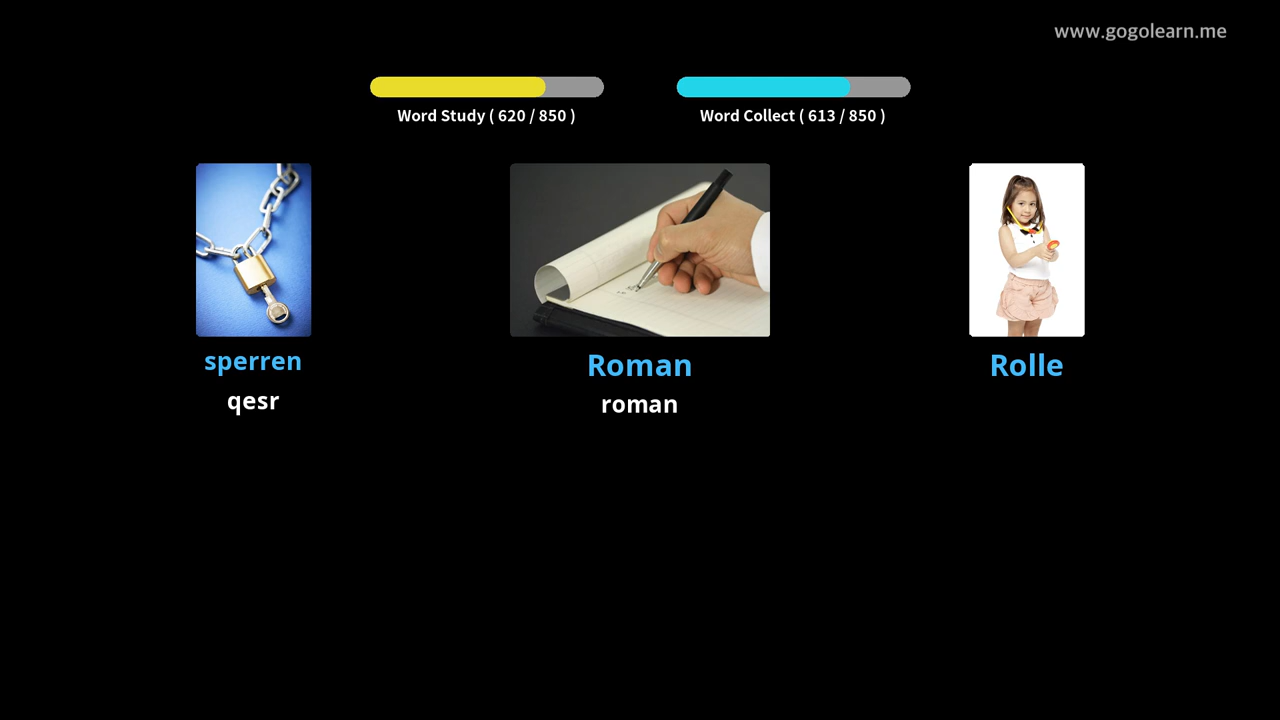 www.gogolearn.me
Word Study ( 620 / 850 )
Word Collect ( 613 / 850 )
sperren
Roman
Rolle
qesr
roman